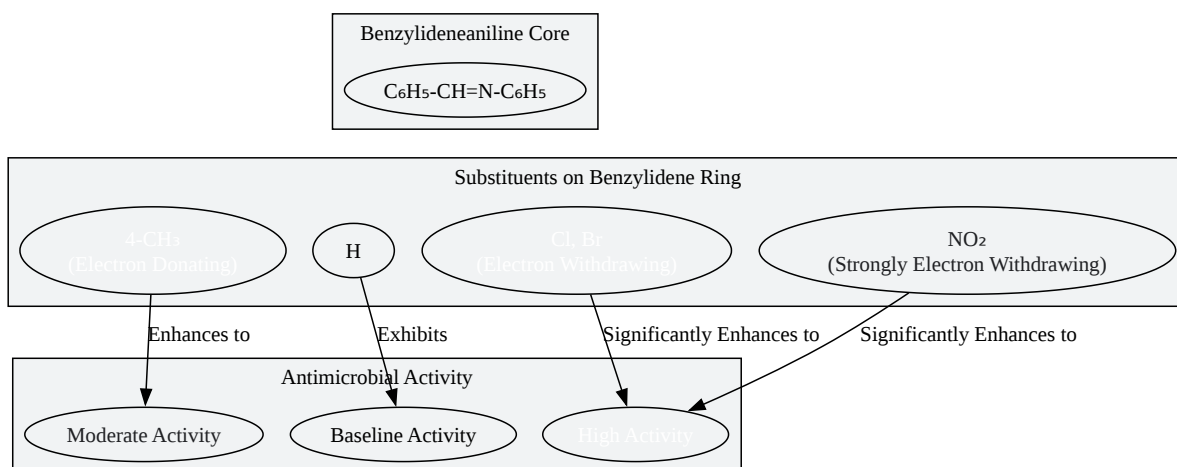 Benzylideneaniline Core
C₆H₅-CH=N-C₆H₅
Substituents on Benzylidene Ring
4-CH₃
(Electron Donating)
H
Cl, Br
(Electron Withdrawing)
NO₂
(Strongly Electron Withdrawing)
Enhances to
Exhibits
Significantly Enhances to
Significantly Enhances to
Antimicrobial Activity
Moderate Activity
Baseline Activity
High Activity